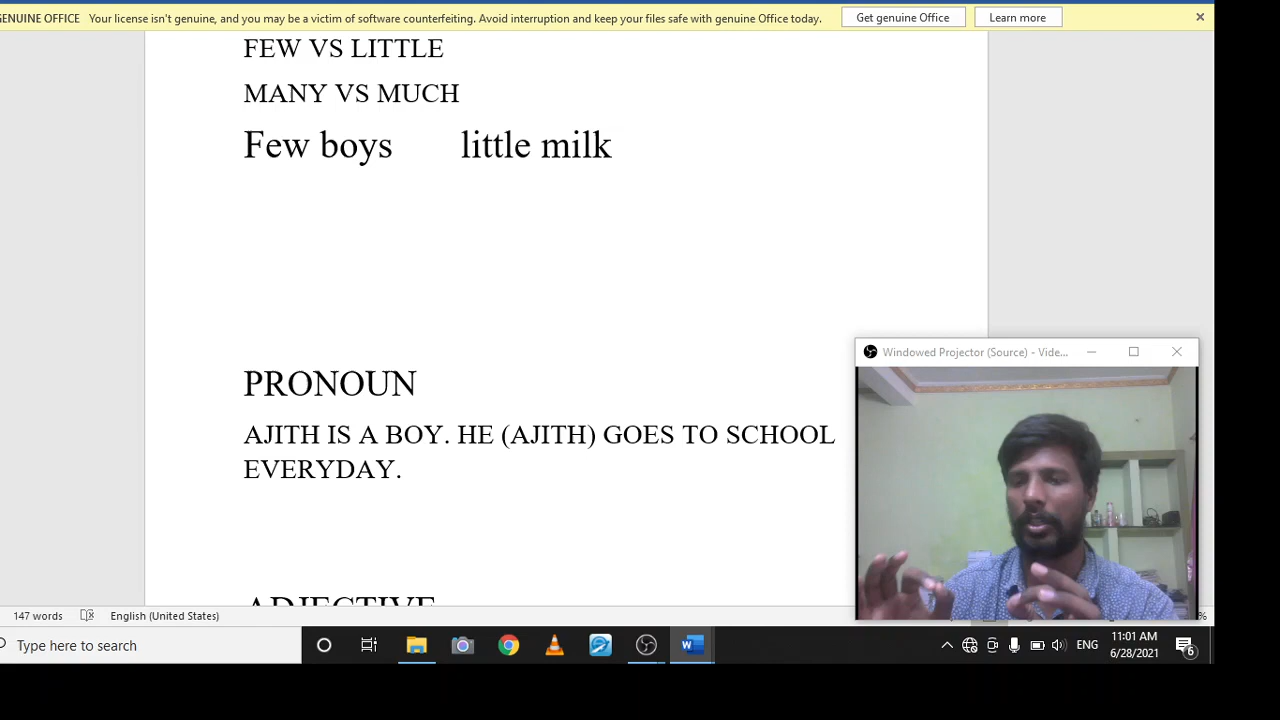 GENUINE OFFICE Your license isn't genuine, and you may be a victim of software counterfeiting. Avoid interruption and keep your files safe with genuine Office today. Get genuine Office Learn more
FEW VS LITTLE
MANY VS MUCH
Few boys little milk
Windowed Projector (Source) - Vide...
PRONOUN
AJITH IS A BOY. HE (AJITH) GOES TO SCHOOL
EVERYDAY.
ADJECTIVE
147 words English (United States) %
Type here to search ENG 11:01 AM
6/28/2021 6